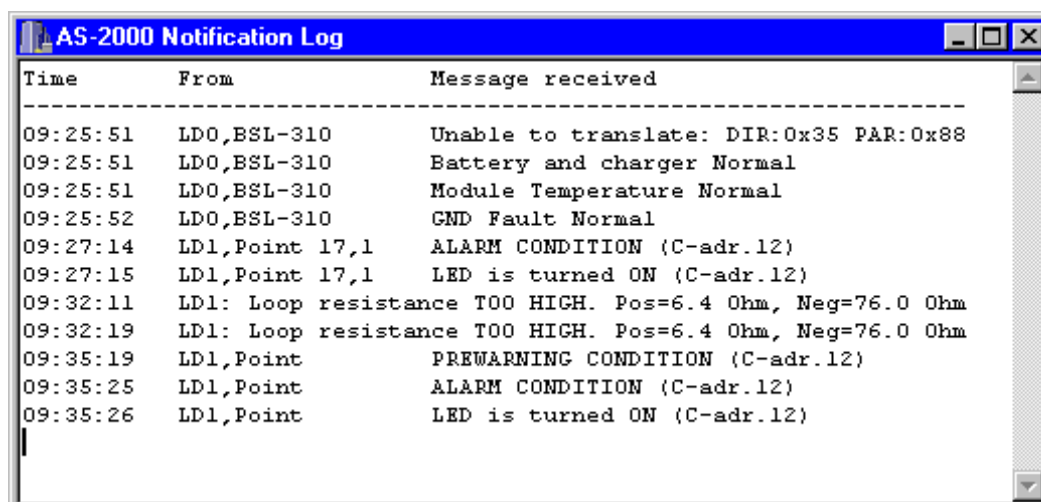 AS-2000 Notification Log
Time From Message received
-------------------------------------------------------------
09:25:51 LD0,BSL-310 Unable to translate: DIR:0x35 PAR:0x88
09:25:51 LD0,BSL-310 Battery and charger Normal
09:25:51 LD0,BSL-310 Module Temperature Normal
09:25:52 LD0,BSL-310 GND Fault Normal
09:27:14 LD1,Point 17,1 ALARM CONDITION (C-adr.12)
09:27:15 LD1,Point 17,1 LED is turned ON (C-adr.12)
09:32:11 LD1: Loop resistance TOO HIGH. Pos=6.4 Ohm, Neg=76.0 Ohm
09:32:19 LD1: Loop resistance TOO HIGH. Pos=6.4 Ohm, Neg=76.0 Ohm
09:35:19 LD1,Point PREWARNING CONDITION (C-adr.12)
09:35:25 LD1,Point ALARM CONDITION (C-adr.12)
09:35:26 LD1,Point LED is turned ON (C-adr.12)